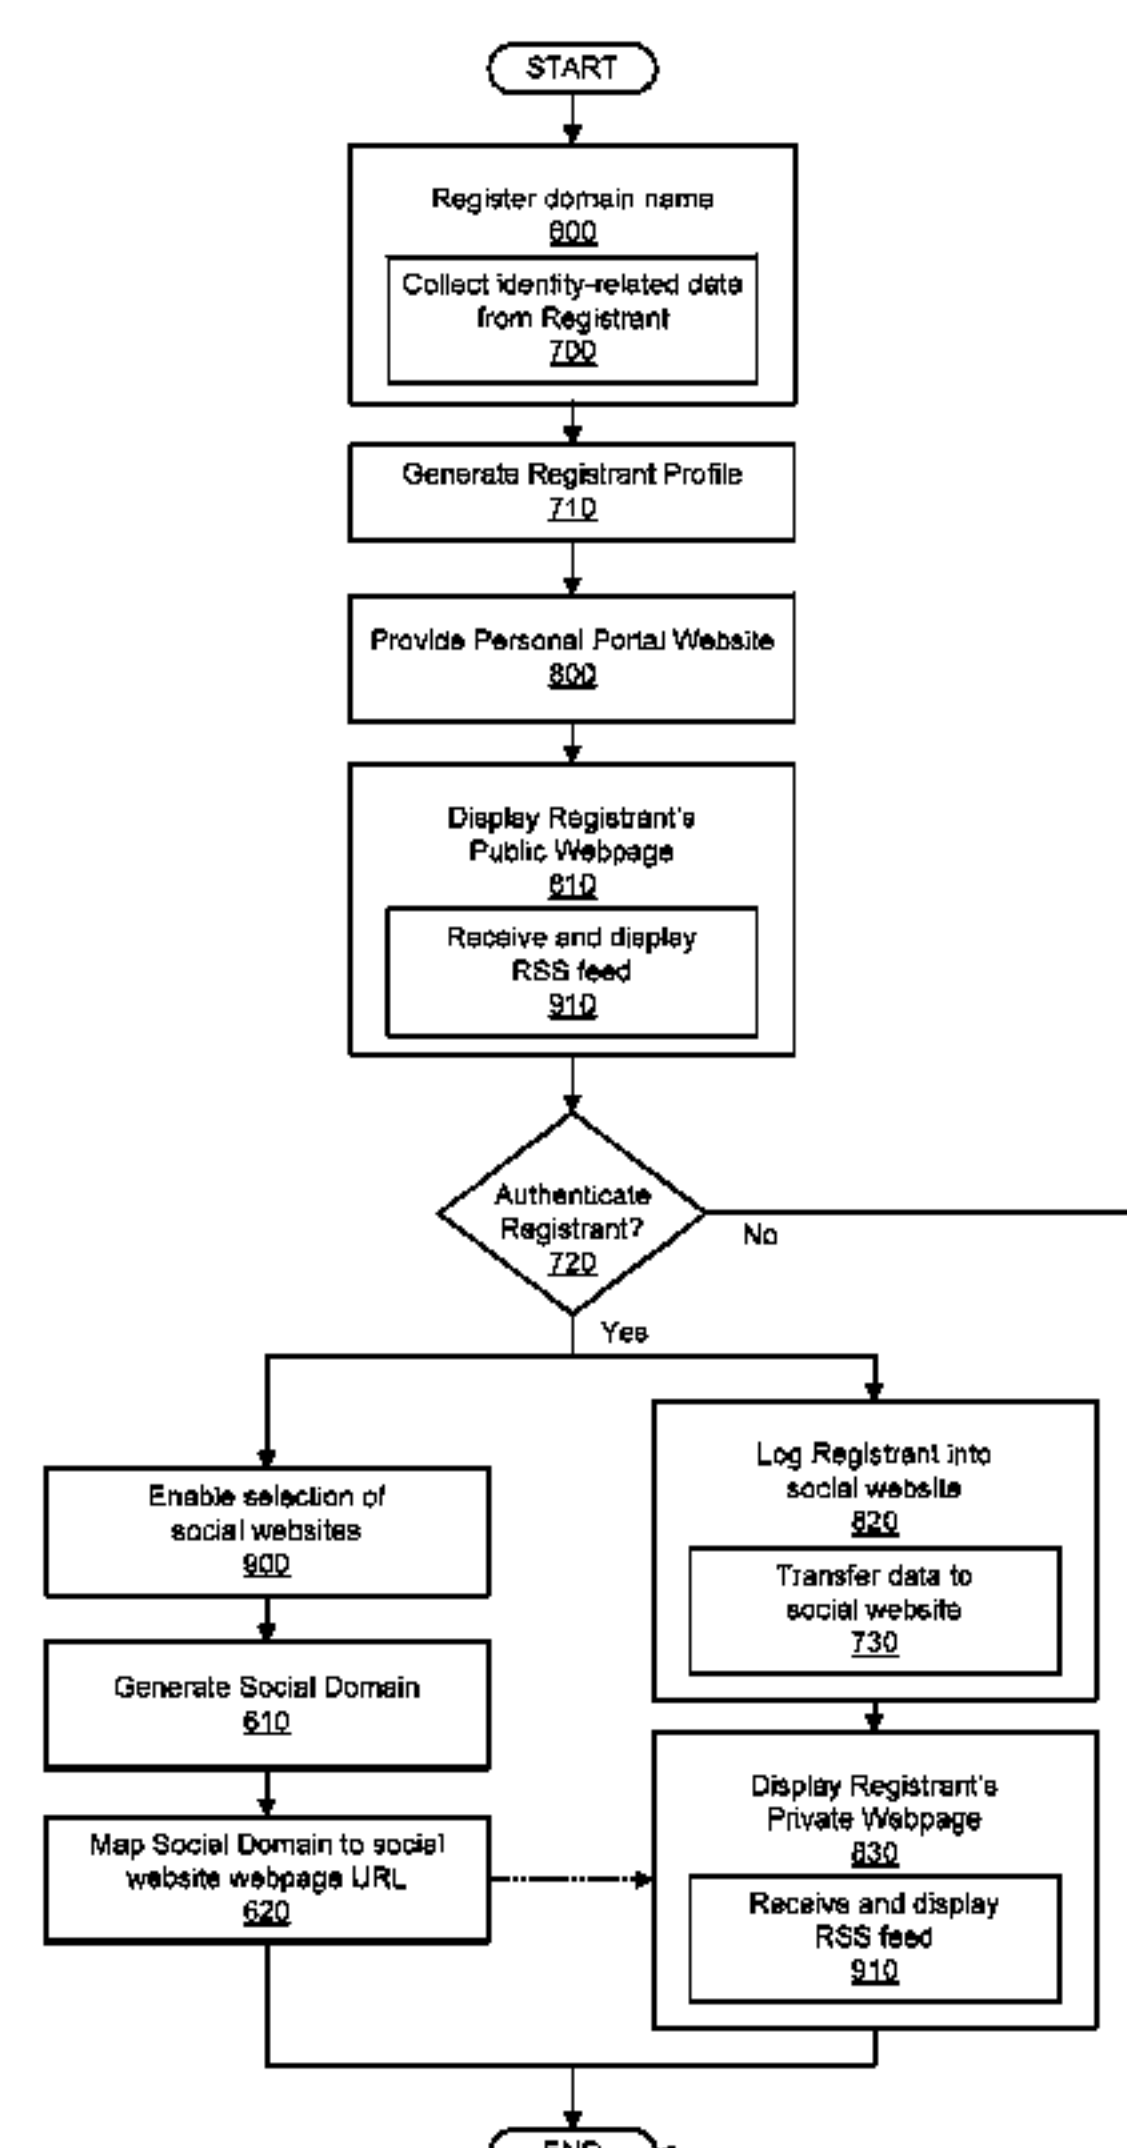 START
Register domain name
600
Collect identity-related data
from Registrant
700
Generate Registrant Profile
710
Provide Personal Portal Website
800
Display Registrant's
Public Webpage
810
Receive and display
RSS feed
910
Authenticate
Registrant?
720
No
Yes
Enable selection of
social websites
900
Generate Social Domain
610
Map Social Domain to social
website webpage URL
620
Log Registrant into
social website
820
Transfer data to
social website
730
Display Registrant's
Private Webpage
830
Receive and display
RSS feed
910
END